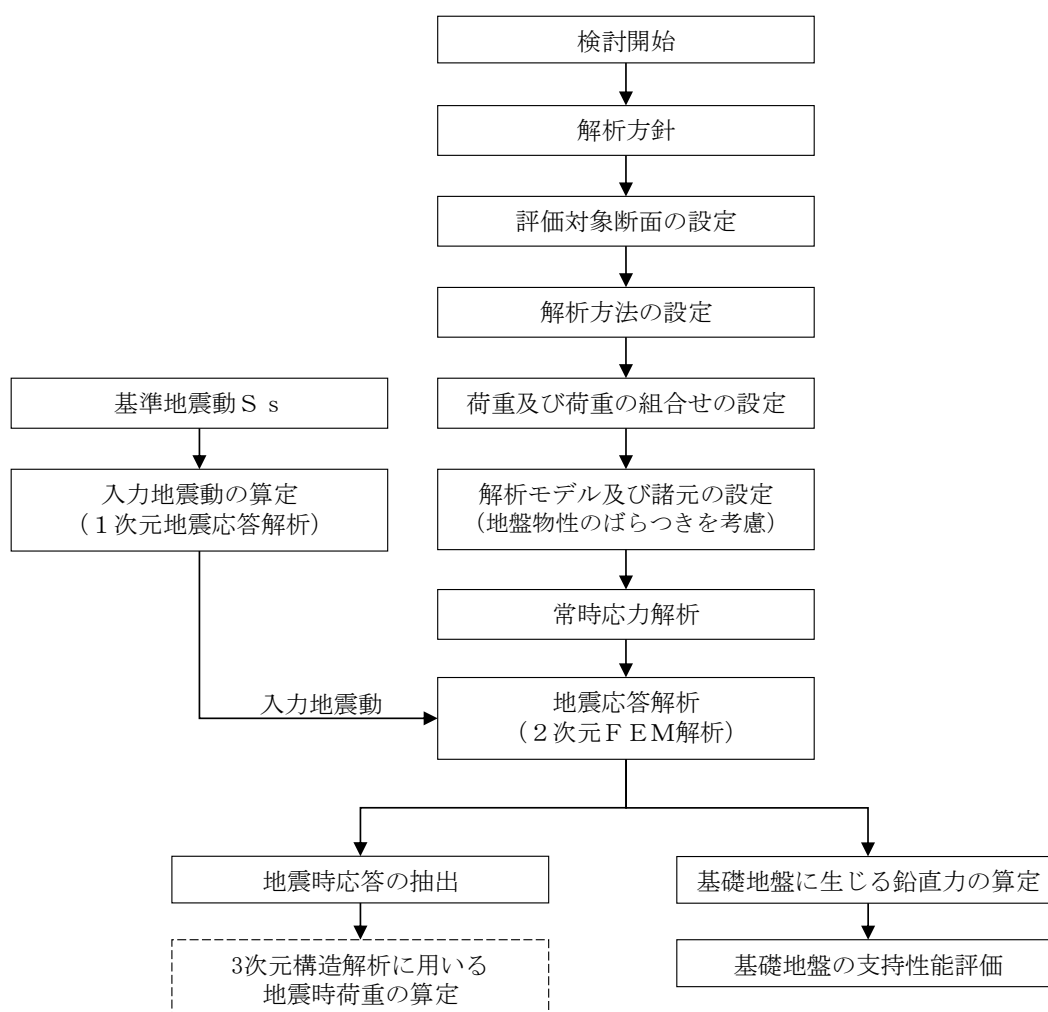 検討開始
解析方針
評価対象断面の設定
解析方法の設定
荷重及び荷重の組合せの設定
基準地震動Ｓｓ
入力地震動の算定
（１次元地震応答解析）
解析モデル及び諸元の設定
（地盤物性のばらつきを考慮）
常時応力解析
入力地震動
地震応答解析
（２次元ＦＥＭ解析）
地震時応答の抽出
基礎地盤に生じる鉛直力の算定
3次元構造解析に用いる
地震時荷重の算定
基礎地盤の支持性能評価